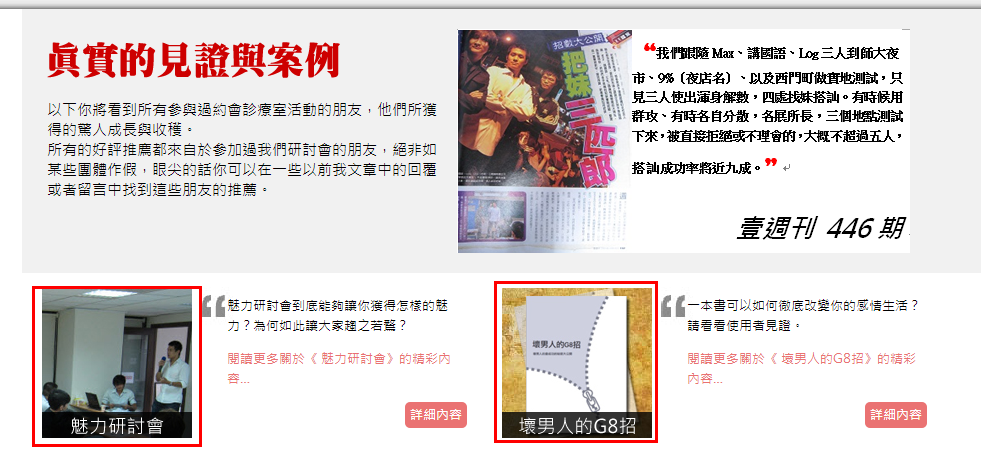 真實的見證與案例
以下你將看到所有參與過約會診療室活動的朋友，他們所獲
得的驚人成長與收穫。
所有的好評推薦都來自於參加過我們研討會的朋友，絕非如
某些團體作假，眼尖的話你可以在一些以前我文章中的回覆
或者留言中找到這些朋友的推薦。
招數大公開
把妹三匹郎
❝我們跟隨 Max、講國語、Log 三人到師大夜
市、9%（夜店名）、以及西門町做實地測試，只
見三人使出渾身解數，四處找妹搭訕。有時候用
群攻、有時各自分散，各展所長，三個地點測試
下來，被直接拒絕或不理會的，大概不超過五人，
搭訕成功率將近九成。❞
壹週刊 446 期
魅力研討會到底能夠讓你獲得怎樣的魅
力？為何如此讓大家趨之若鶩？
閱讀更多關於《 魅力研討會》的精彩內
容...
詳細內容
魅力研討會
一本書可以如何徹底改變你的感情生活？
請看看使用者見證。
閱讀更多關於《 壞男人的G8招》的精彩
內容...
詳細內容
壞男人的G8招
壞男人的G8招